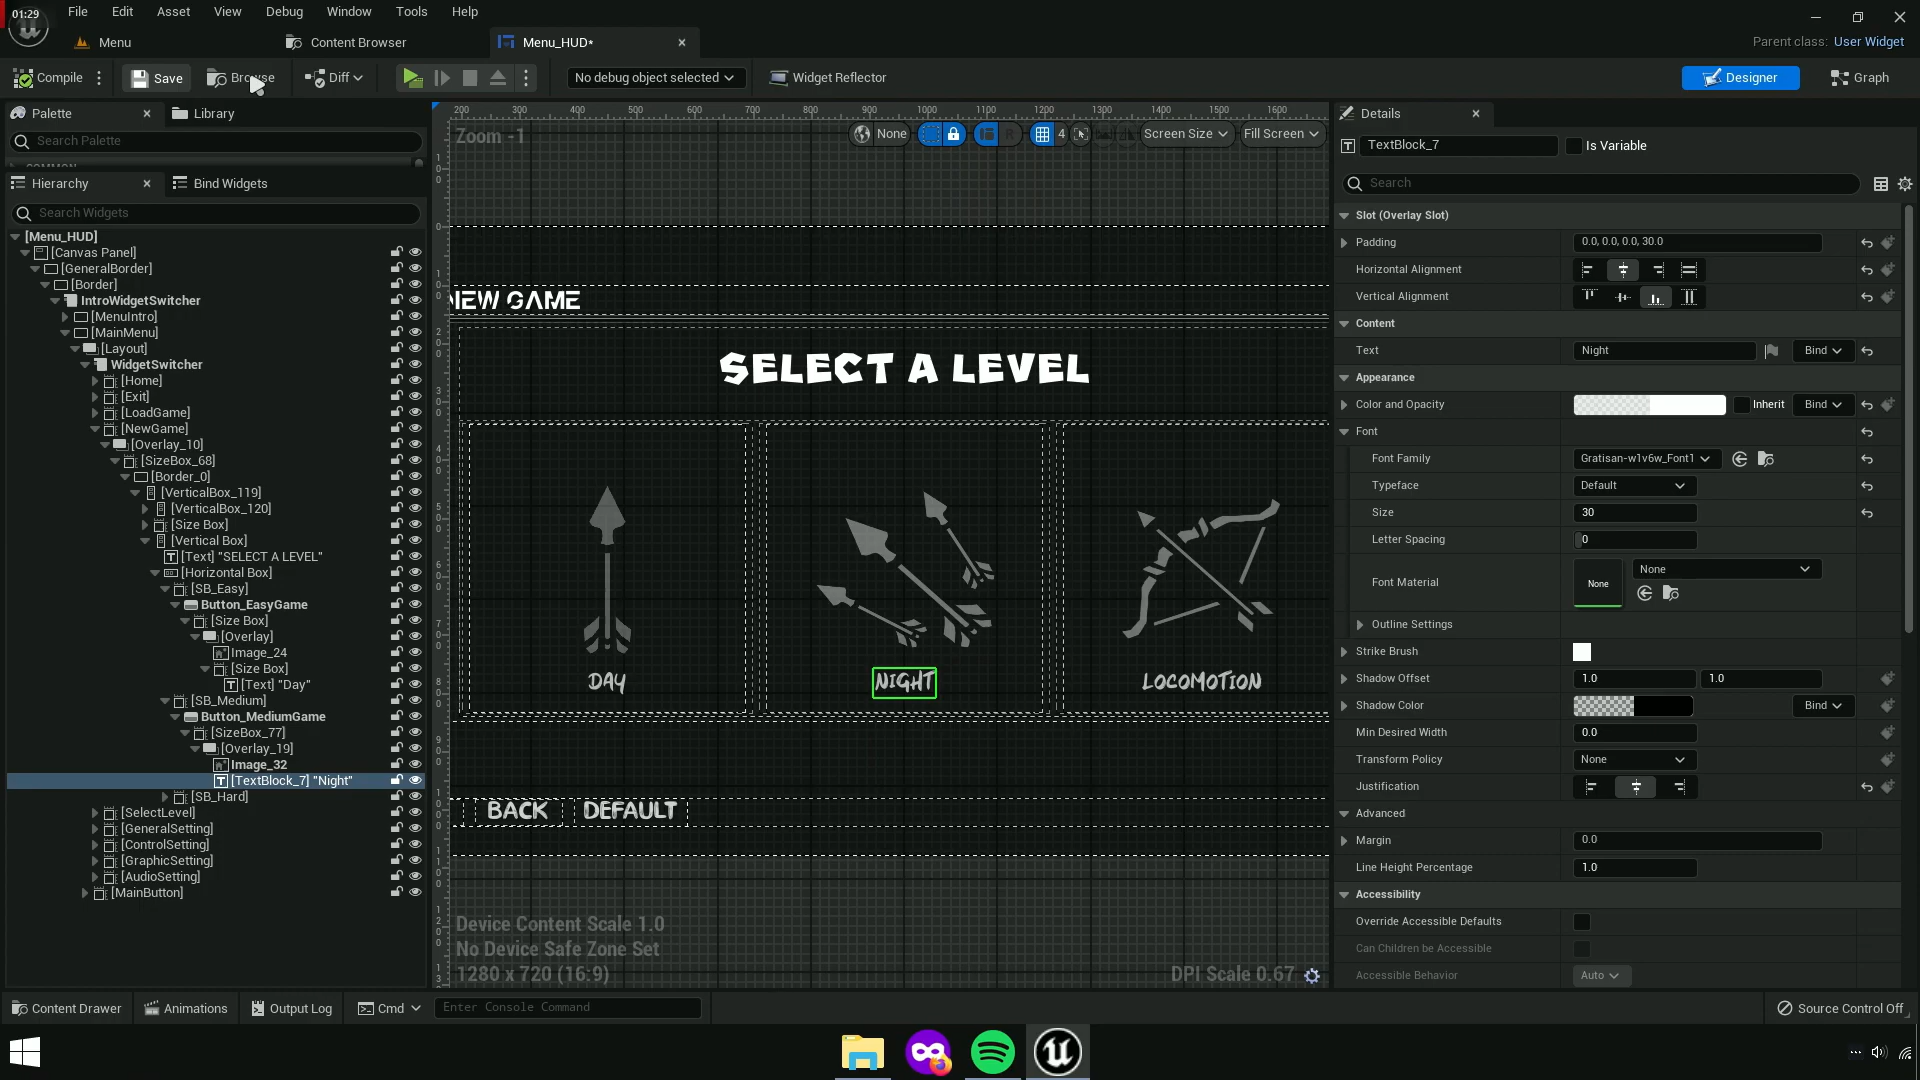 01:29
File Edit Asset View Debug Window Tools Help
Menu Content Browser Menu_HUD*
Parent class: User Widget
Compile Save Browse Diff No debug object selected Widget Reflector Designer Graph
Palette Library
Search Palette
Hierarchy Bind Widgets
Search Widgets
[Menu_HUD]
[Canvas Panel]
[GeneralBorder]
[Border]
IntroWidgetSwitcher
[MenuIntro]
[MainMenu]
[Layout]
WidgetSwitcher
[Home]
[Exit]
[LoadGame]
[NewGame]
[Overlay_10]
[SizeBox_68]
[Border_0]
[VerticalBox_119]
[VerticalBox_120]
[Size Box]
[Vertical Box]
[Text] "SELECT A LEVEL"
[Horizontal Box]
[SB_Easy]
Button_EasyGame
[Size Box]
[Overlay]
Image_24
[Size Box]
[Text] "Day"
[SB_Medium]
Button_MediumGame
[SizeBox_77]
[Overlay_19]
Image_32
[TextBlock_7] "Night"
[SB_Hard]
[SelectLevel]
[GeneralSetting]
[ControlSetting]
[GraphicSetting]
[AudioSetting]
[MainButton]
200 300 400 500 600 700 800 900 1000 1100 1200 1300 1400 1500 1600
Zoom -1
None 4 Screen Size Fill Screen
NEW GAME
SELECT A LEVEL
DAY NIGHT LOCOMOTION
BACK DEFAULT
Device Content Scale 1.0
No Device Safe Zone Set
1280 x 720 (16:9)
DPI Scale 0.67
Details
TextBlock_7 Is Variable
Search
Slot (Overlay Slot)
Padding 0.0, 0.0, 0.0, 30.0
Horizontal Alignment
Vertical Alignment
Content
Text Night Bind
Appearance
Color and Opacity Inherit Bind
Font
Font Family Gratisan-w1v6w_Font1
Typeface Default
Size 30
Letter Spacing 0
Font Material None None
Outline Settings
Strike Brush
Shadow Offset 1.0 1.0
Shadow Color Bind
Min Desired Width 0.0
Transform Policy None
Justification
Advanced
Margin 0.0
Line Height Percentage 1.0
Accessibility
Override Accessible Defaults
Can Children be Accessible
Accessible Behavior Auto
Content Drawer Animations Output Log Cmd Enter Console Command Source Control Off